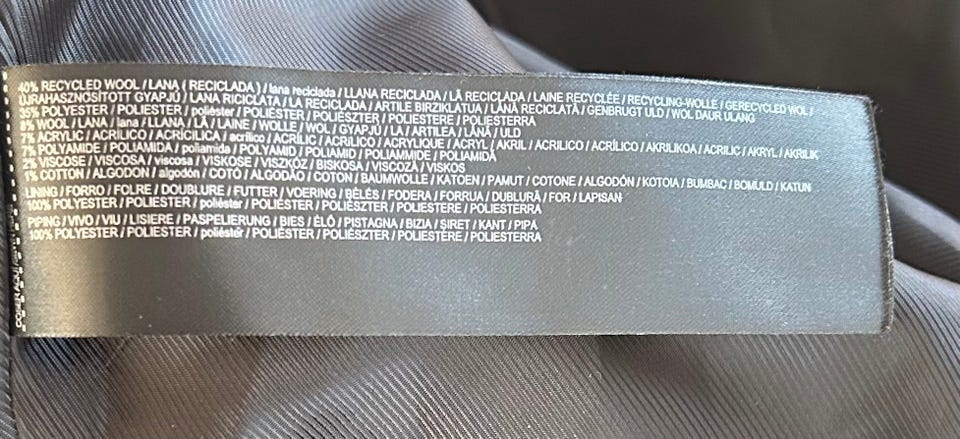 40% RECYCLED WOOL / LANA ( RECICLADA ) / lana reciclada / LLANA RECICLADA / LÃ RECICLADA / LAINE RECYCLÉE / RECYCLING-WOLLE / GERECYCLED WOL /
ÚJRAHASZNOSÍTOTT GYAPJÚ / LANA RICICLATA / LA RECICLADA / ARTILE BIRZIKLATUA / LÂNĂ RECICLATĂ / GENBRUGT ULD / WOL DAUR ULANG
35% POLYESTER / POLIESTER / poliéster / POLIÈSTER / POLIÉSZTER / POLIESTERE / POLIESTERRA
8% WOOL / LANA / lana / LLANA / LÃ / LAINE / WOLLE / WOL / GYAPJÚ / LA / ARTILEA / LÂNĂ / ULD
7% ACRYLIC / ACRÍLICO / ACRÍCILICA / acrílico / ACRÍLIC / ACRÍLICO / ACRYLIQUE / ACRYL / AKRIL / ACRILICO / ACRÍLICO / AKRILIKOA / ACRILIC / AKRYL / AKRILIK
7% POLYAMIDE / POLIAMIDA / poliamida / POLYAMID / POLIAMID / POLIAMMIDE / POLIAMIDA
2% VISCOSE / VISCOSA / viscosa / VISKOSE / VISZKÓZ / BISKOSA / VISCOZĂ / VISKOS
1% COTTON / ALGODON / algodón / COTÓ / ALGODÃO / COTON / BAUMWOLLE / KATOEN / PAMUT / COTONE / ALGODÓN / KOTOIA / BUMBAC / BOMULD / KATUN
LINING / FORRO / FOLRE / DOUBLURE / FUTTER / VOERING / BÉLÉS / FODERA / FORRUA / DUBLURĂ / FOR / LAPISAN
100% POLYESTER / POLIESTER / poliéster / POLIÈSTER / POLIÉSZTER / POLIESTERE / POLIESTERRA
PIPING / VIVO / VIU / LISIERE / PASPELIERUNG / BIES / ÉLŐ / PISTAGNA / BIZIA / ȘIRET / KANT / PIPA
100% POLYESTER / POLIESTER / poliéster / POLIÈSTER / POLIÉSZTER / POLIESTERE / POLIESTERRA